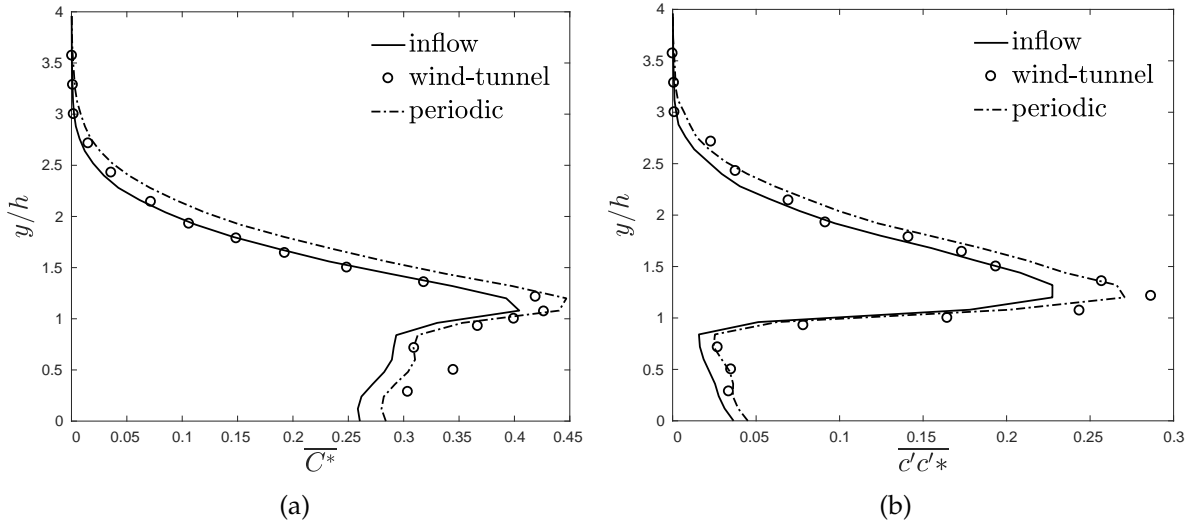 4
3.5
3
2.5
2
1.5
1
0.5
0
y/h
inflow
wind-tunnel
periodic
0 0.05 0.1 0.15 0.2 0.25 0.3 0.35 0.4 0.45
C*
(a)
4
3.5
3
2.5
2
1.5
1
0.5
0
y/h
inflow
wind-tunnel
periodic
0 0.05 0.1 0.15 0.2 0.25 0.3
c′c′*
(b)